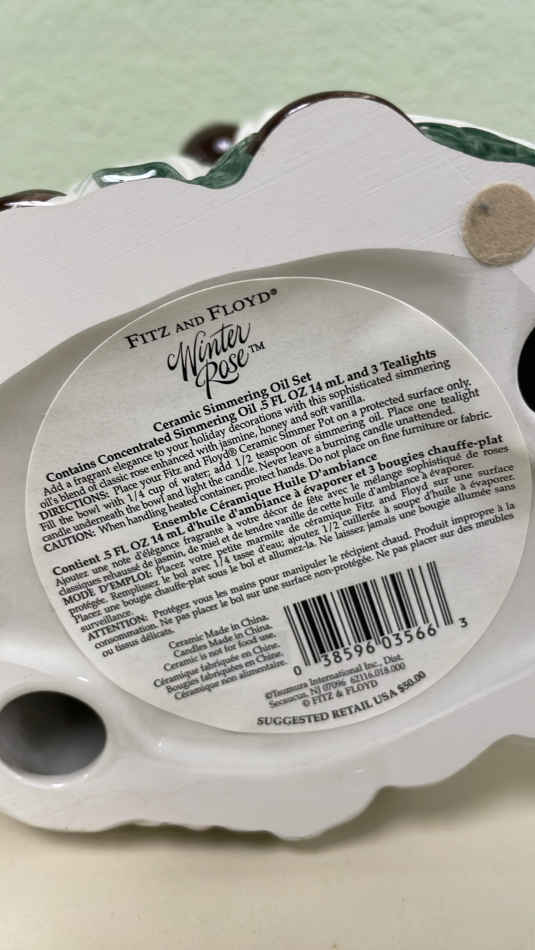 FITZ AND FLOYD®
Winter
Rose™
Ceramic Simmering Oil Set
Contains Concentrated Simmering Oil .5 FL OZ 14 mL and 3 Tealights
Add a fragrant elegance to your holiday decorations with this sophisticated simmering
oil's blend of classic rose enhanced with jasmine, honey and soft vanilla.
DIRECTIONS: Place your Fitz and Floyd® Ceramic Simmer Pot on a protected surface only.
Fill the bowl with 1/4 cup of water; add 1/2 teaspoon of simmering oil. Place one tealight
candle underneath the bowl, and light the candle. Never leave a burning candle unattended.
CAUTION: When handling heated container, protect hands. Do not place on fine furniture or fabric.
Ensemble Céramique Huile D'ambiance
Contient .5 FL OZ 14 mL d'huile d'ambiance à évaporer et 3 bougies chauffe-plat
Ajoutez une note d'élégance fragrante à votre décor de fête avec le mélange sophistiqué de roses
classiques rehaussé de jasmin, de miel et de tendre vanille de cette huile d'ambiance à évaporer.
MODE D'EMPLOI: Placez votre petite marmite de céramique Fitz and Floyd sur une surface
protégée. Remplissez le bol avec 1/4 tasse d'eau; ajoutez 1/2 cuillerée à soupe d'huile à évaporer.
Placez une bougie chauffe-plat sous le bol et allumez-la. Ne laissez jamais une bougie allumée sans
surveillance.
ATTENTION: Protégez vous les mains pour manipuler le récipient chaud. Produit impropre à la
consommation. Ne pas placer le bol sur une surface non-protégée. Ne pas placer sur des meubles
ou tissus délicats.
Ceramic Made in China.
Candles Made in China.
Ceramic is not for food use.
Céramique fabriquée en Chine.
Bougies fabriquées en Chine.
Céramique non alimentaire.
0 38596 03566 3
©Tsumura International Inc., Dist.
Secaucus, NJ 07096 62116.018.000
© FITZ & FLOYD
SUGGESTED RETAIL USA $50.00